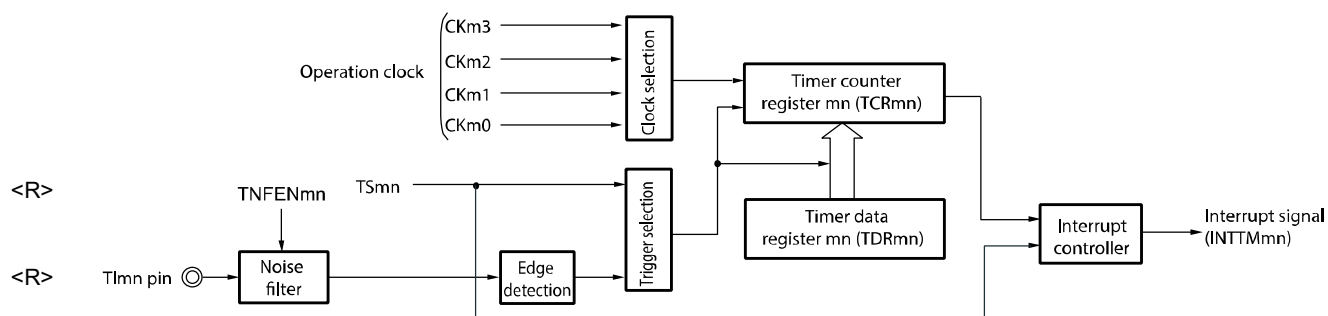 CKm3
CKm2
Operation clock
CKm1
CKm0
Clock selection
Timer counter
register mn (TCRmn)
<R>
TNFENmn
TSmn
Trigger selection
Timer data
register mn (TDRmn)
Interrupt
controller
Interrupt signal
(INTTMmn)
<R>
TImn pin
Noise
filter
Edge
detection